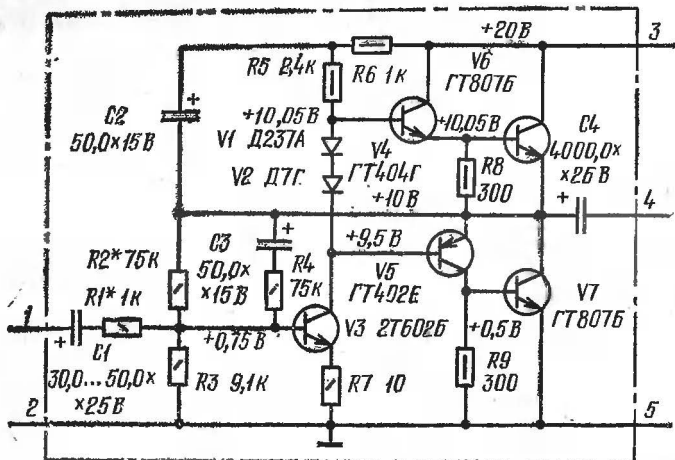 +20В
3
R5 2,4к
R6 1к
V6
ГТ807Б
C2
50,0×15В
+10,05В
+10,05В
C4
4000,0×
×25В
V1 Д237А
V4
ГТ404Г
V2 Д7Г
R8
300
+10В
4
R2* 75к
C3
50,0×
×15В
R4
75к
+9,5В
V5
ГТ402Е
V7
ГТ807Б
1
R1* 1к
C1
30,0...50,0×
×25В
+0,75В
V3 2Т602Б
+0,5В
R3 9,1к
R7 10
R9
300
2
5